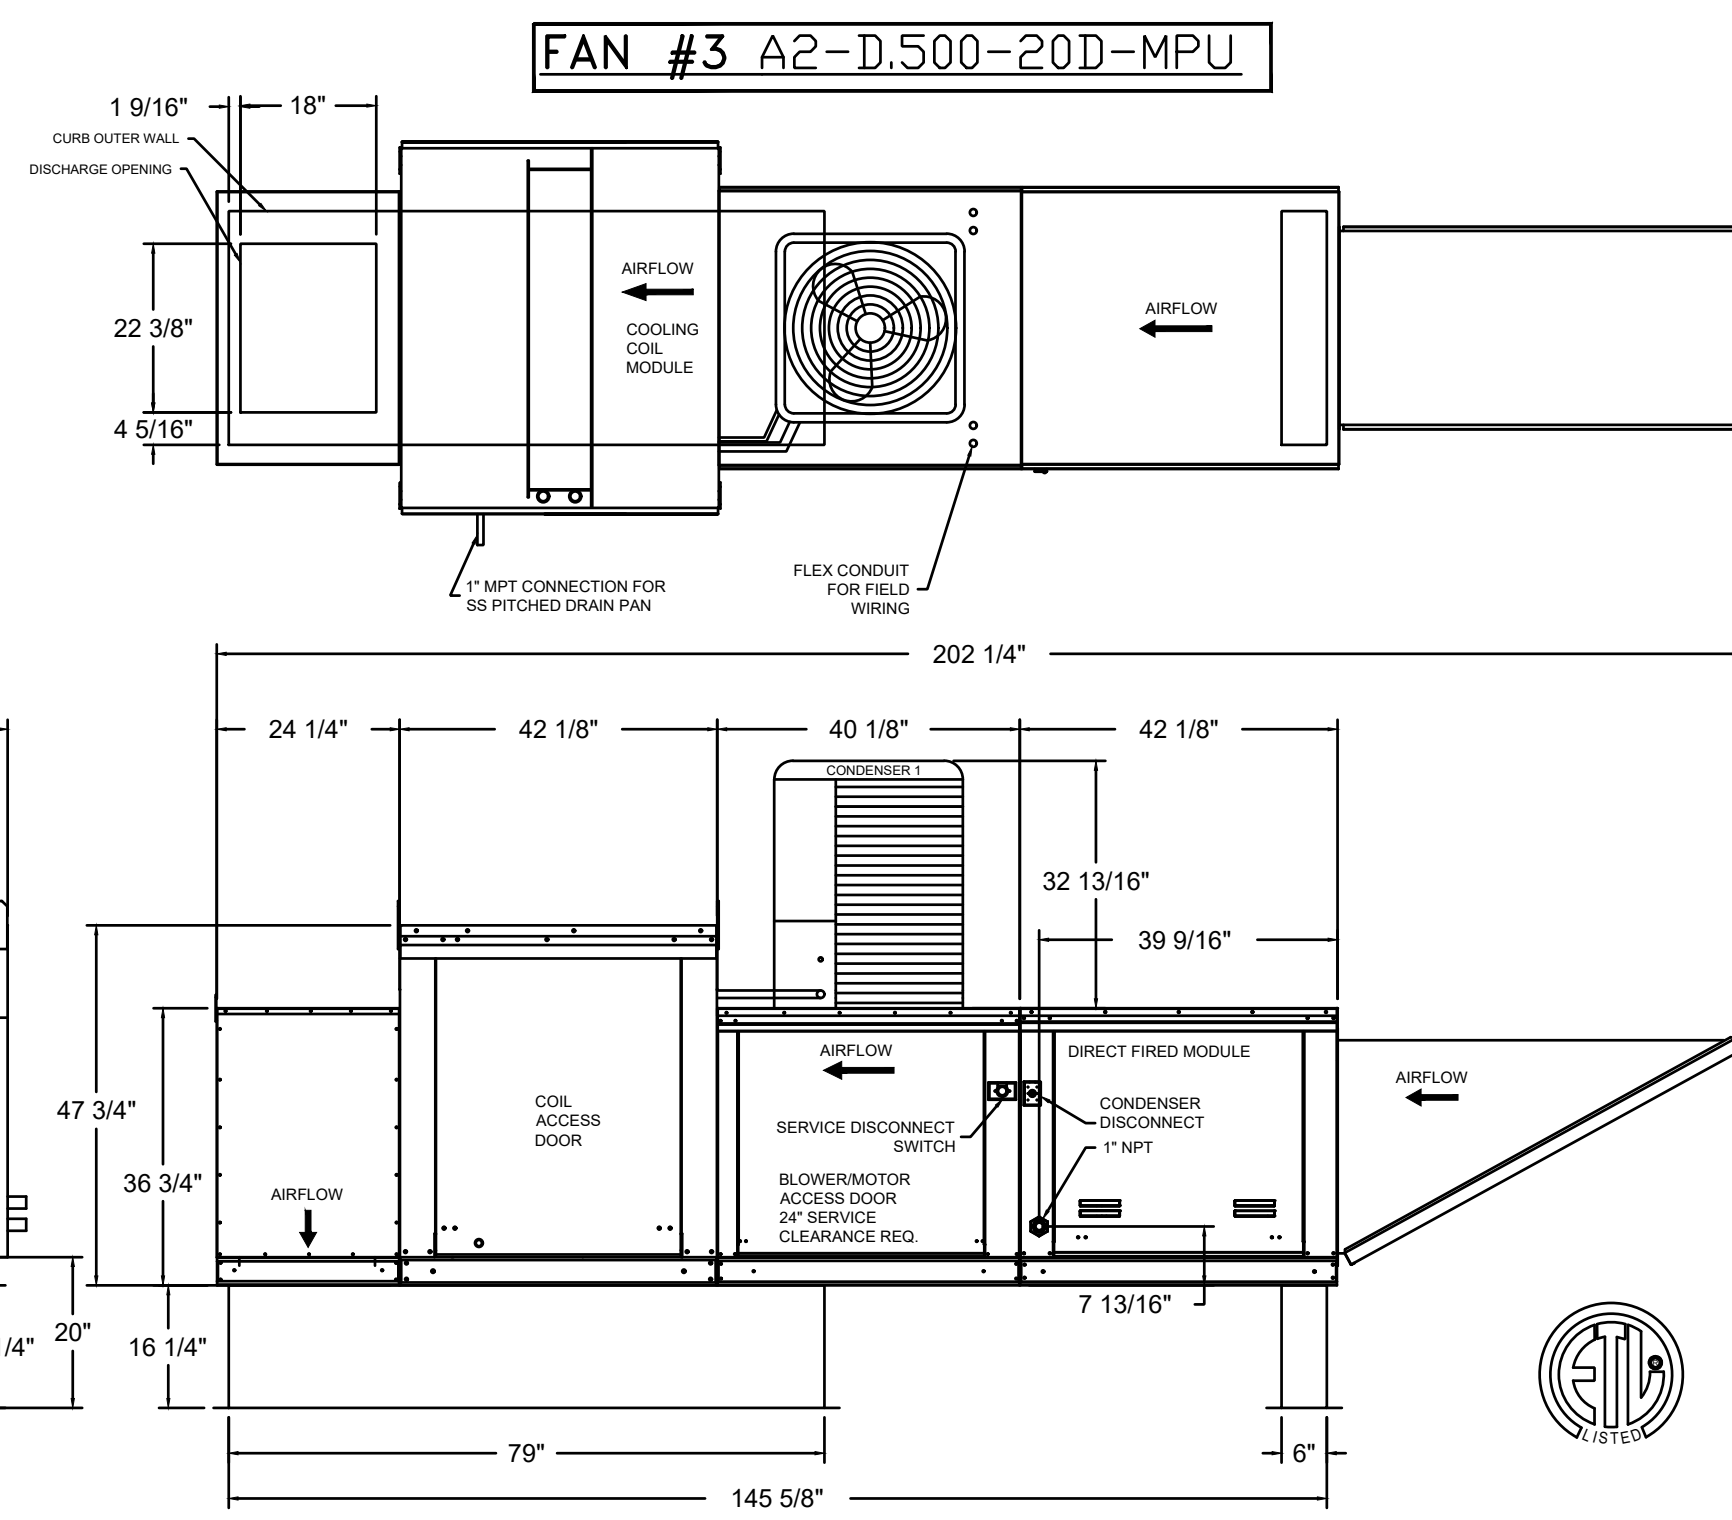 FAN #3 A2-D.500-20D-MPU
1 9/16"
18"
CURB OUTER WALL
DISCHARGE OPENING
AIRFLOW
COOLING
COIL
MODULE
AIRFLOW
22 3/8"
4 5/16"
1" MPT CONNECTION FOR
SS PITCHED DRAIN PAN
FLEX CONDUIT
FOR FIELD
WIRING
202 1/4"
24 1/4"
42 1/8"
40 1/8"
42 1/8"
CONDENSER 1
32 13/16"
39 9/16"
47 3/4"
36 3/4"
COIL
ACCESS
DOOR
AIRFLOW
AIRFLOW
SERVICE DISCONNECT
SWITCH
BLOWER/MOTOR
ACCESS DOOR
24" SERVICE
CLEARANCE REQ.
DIRECT FIRED MODULE
CONDENSER
DISCONNECT
1" NPT
AIRFLOW
7 13/16"
/4"
20"
16 1/4"
79"
6"
145 5/8"
ETL
LISTED